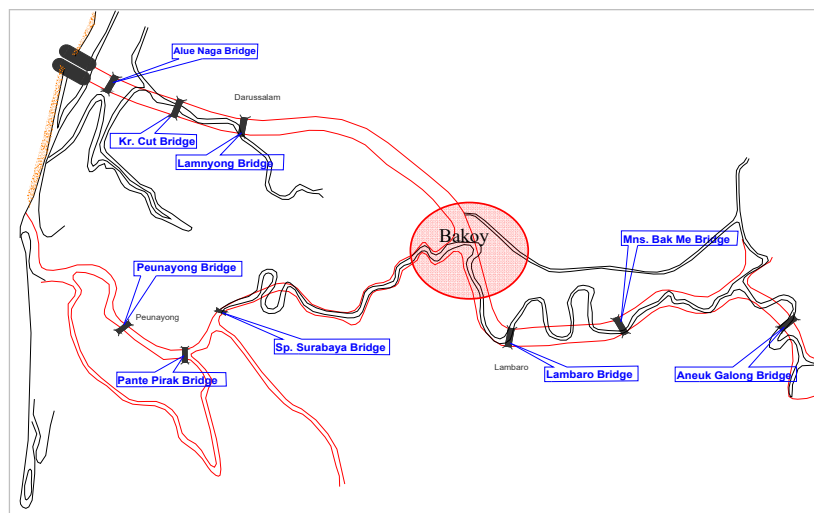 Alue Naga Bridge
Darussalam
Kr. Cut Bridge
Lamnyong Bridge
Bakoy
Mns. Bak Me Bridge
Peunayong Bridge
Peunayong
Sp. Surabaya Bridge
Lambaro ​Bridge
Lambaro
Pante Pirak Bridge
Aneuk Galong Bridge